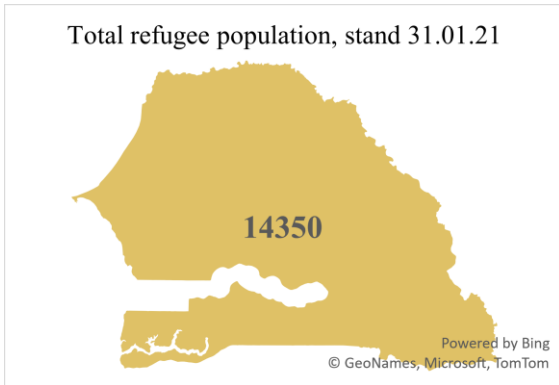 Total refugee population, stand 31.01.21
14350
Powered by Bing
© GeoNames, Microsoft, TomTom